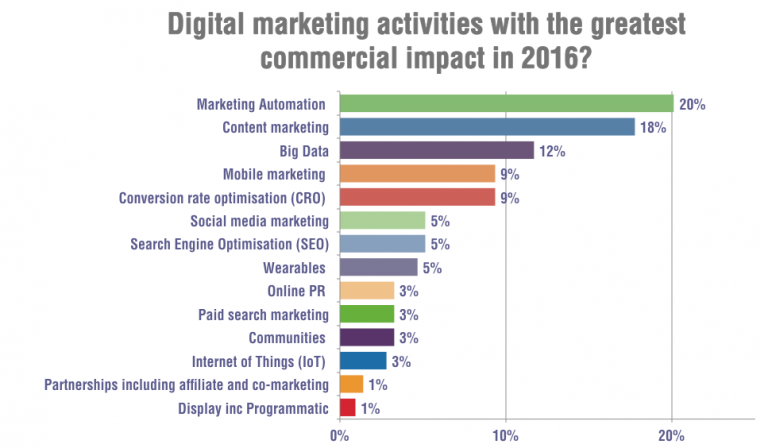 Digital marketing activities with the greatest
commercial impact in 2016?
Marketing Automation 20%
Content marketing 18%
Big Data 12%
Mobile marketing 9%
Conversion rate optimisation (CRO) 9%
Social media marketing 5%
Search Engine Optimisation (SEO) 5%
Wearables 5%
Online PR 3%
Paid search marketing 3%
Communities 3%
Internet of Things (IoT) 3%
Partnerships including affiliate and co-marketing 1%
Display inc Programmatic 1%
0% 10% 20%